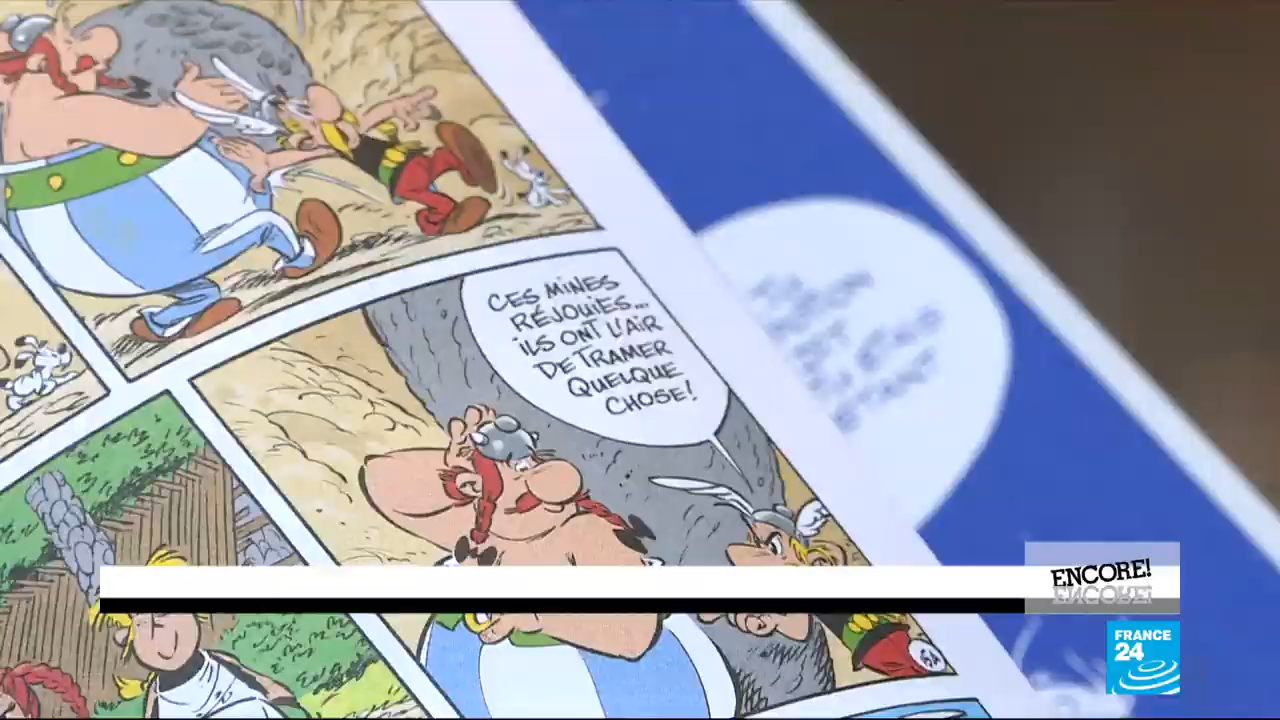 CES MINES
RÉJOUIES...
ILS ONT L'AIR
DE TRAMER
QUELQUE
CHOSE!
ENCORE!
FRANCE
24